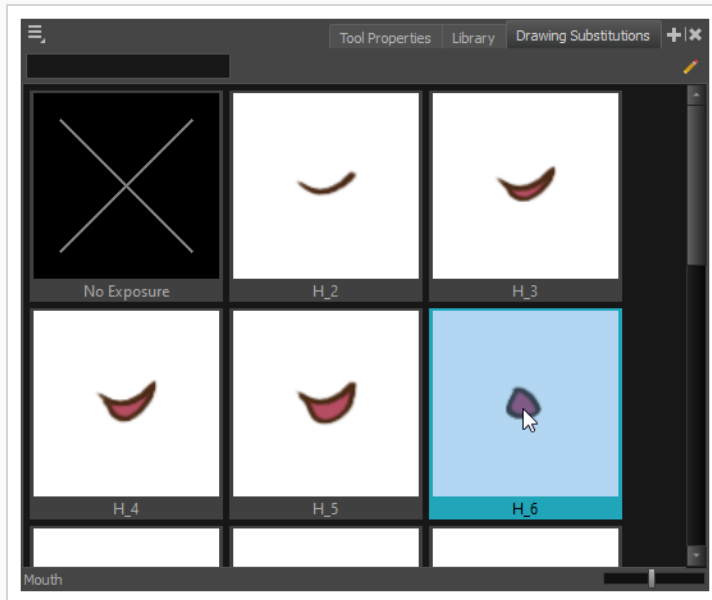 Tool Properties Library Drawing Substitutions
No Exposure H_2 H_3
H_4 H_5 H_6
Mouth